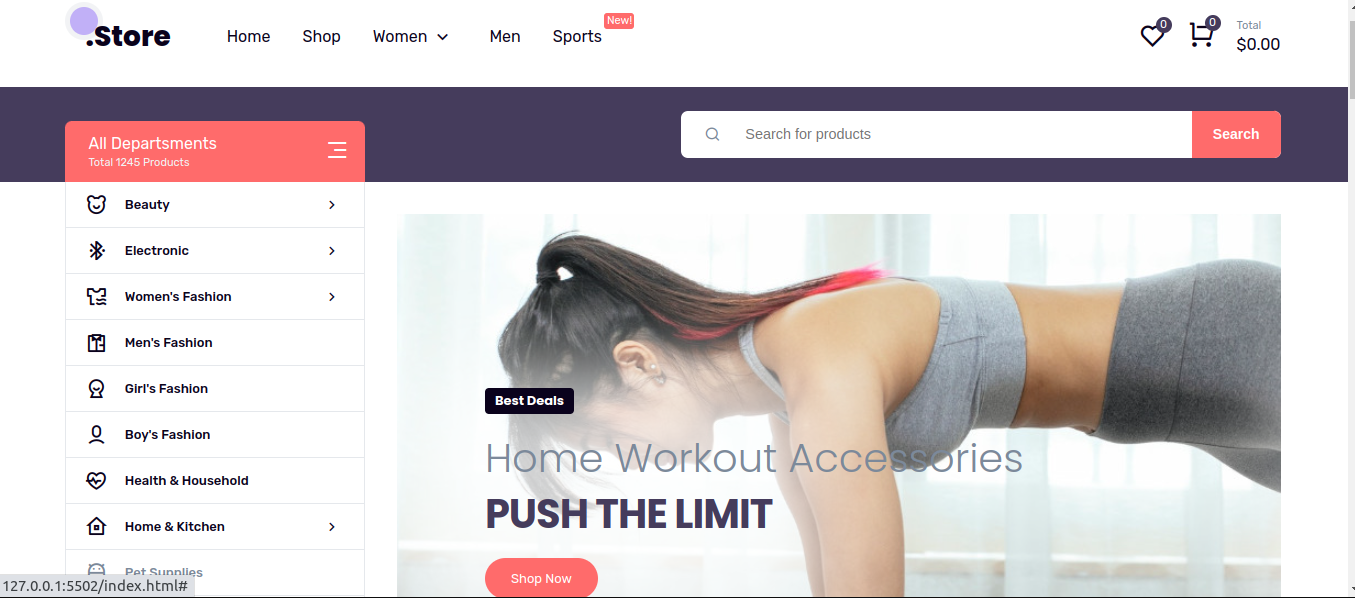 .Store
Home
Shop
Women
Men
Sports
New!
0
0
Total
$0.00
All Departsments
Total 1245 Products
Search for products
Search
Beauty
Electronic
Women's Fashion
Men's Fashion
Girl's Fashion
Boy's Fashion
Health & Household
Home & Kitchen
Pet Supplies
Best Deals
Home Workout Accessories
PUSH THE LIMIT
Shop Now
127.0.0.1:5502/index.html#